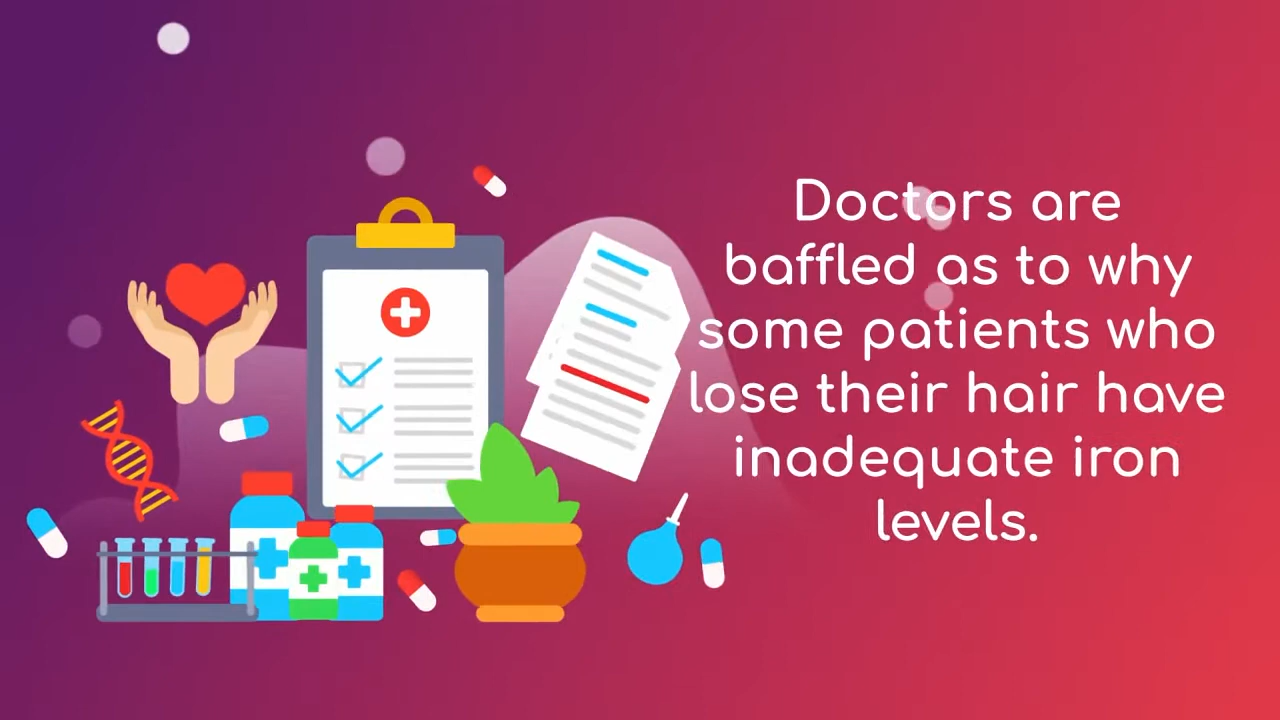 Doctors are
baffled as to why
some patients who
lose their hair have
inadequate iron
levels.